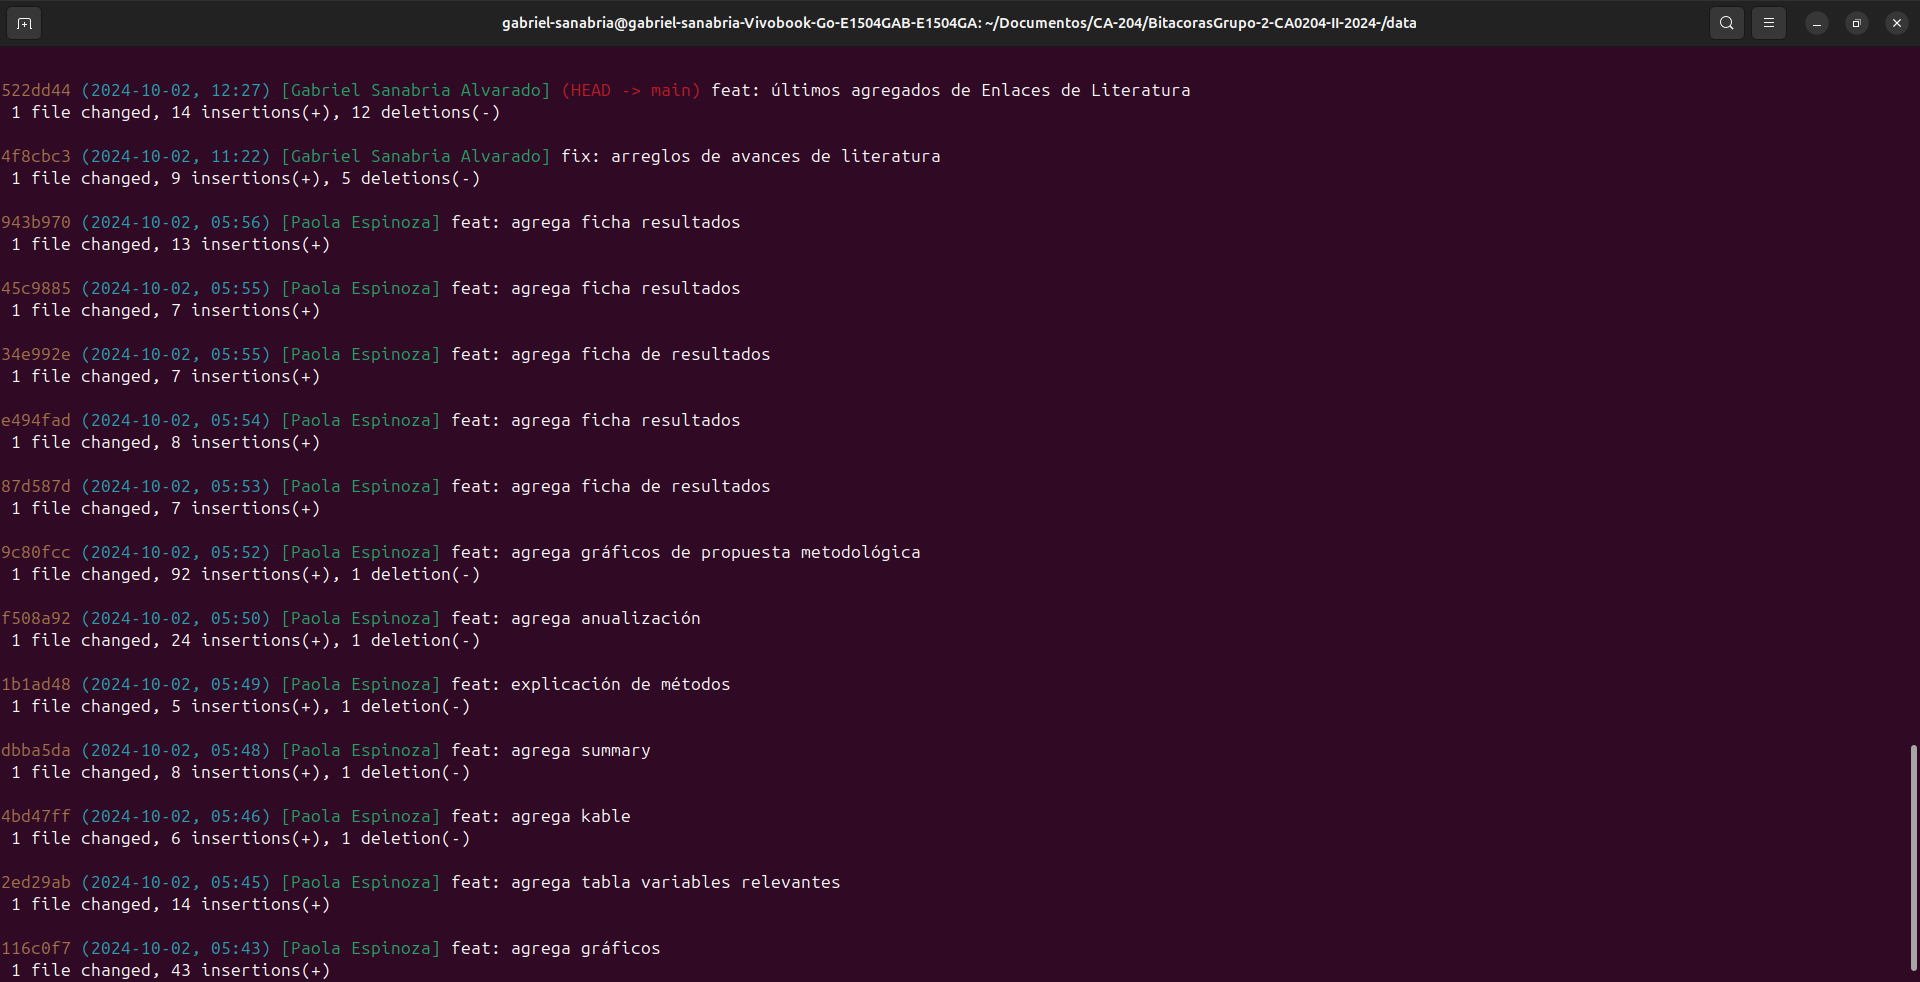 gabriel-sanabria@gabriel-sanabria-Vivobook-Go-E1504GAB-E1504GA: ~/Documentos/CA-204/BitacorasGrupo-2-CA0204-II-2024-/data
522dd44 (2024-10-02, 12:27) [Gabriel Sanabria Alvarado] (HEAD -> main) feat: últimos agregados de Enlaces de Literatura
1 file changed, 14 insertions(+), 12 deletions(-)
4f8cbc3 (2024-10-02, 11:22) [Gabriel Sanabria Alvarado] fix: arreglos de avances de literatura
1 file changed, 9 insertions(+), 5 deletions(-)
943b970 (2024-10-02, 05:56) [Paola Espinoza] feat: agrega ficha resultados
1 file changed, 13 insertions(+)
45c9885 (2024-10-02, 05:55) [Paola Espinoza] feat: agrega ficha resultados
1 file changed, 7 insertions(+)
34e992e (2024-10-02, 05:55) [Paola Espinoza] feat: agrega ficha de resultados
1 file changed, 7 insertions(+)
e494fad (2024-10-02, 05:54) [Paola Espinoza] feat: agrega ficha resultados
1 file changed, 8 insertions(+)
87d587d (2024-10-02, 05:53) [Paola Espinoza] feat: agrega ficha de resultados
1 file changed, 7 insertions(+)
9c80fcc (2024-10-02, 05:52) [Paola Espinoza] feat: agrega gráficos de propuesta metodológica
1 file changed, 92 insertions(+), 1 deletion(-)
f508a92 (2024-10-02, 05:50) [Paola Espinoza] feat: agrega anualización
1 file changed, 24 insertions(+), 1 deletion(-)
1b1ad48 (2024-10-02, 05:49) [Paola Espinoza] feat: explicación de métodos
1 file changed, 5 insertions(+), 1 deletion(-)
dbba5da (2024-10-02, 05:48) [Paola Espinoza] feat: agrega summary
1 file changed, 8 insertions(+), 1 deletion(-)
4bd47ff (2024-10-02, 05:46) [Paola Espinoza] feat: agrega kable
1 file changed, 6 insertions(+), 1 deletion(-)
2ed29ab (2024-10-02, 05:45) [Paola Espinoza] feat: agrega tabla variables relevantes
1 file changed, 14 insertions(+)
116c0f7 (2024-10-02, 05:43) [Paola Espinoza] feat: agrega gráficos
1 file changed, 43 insertions(+)